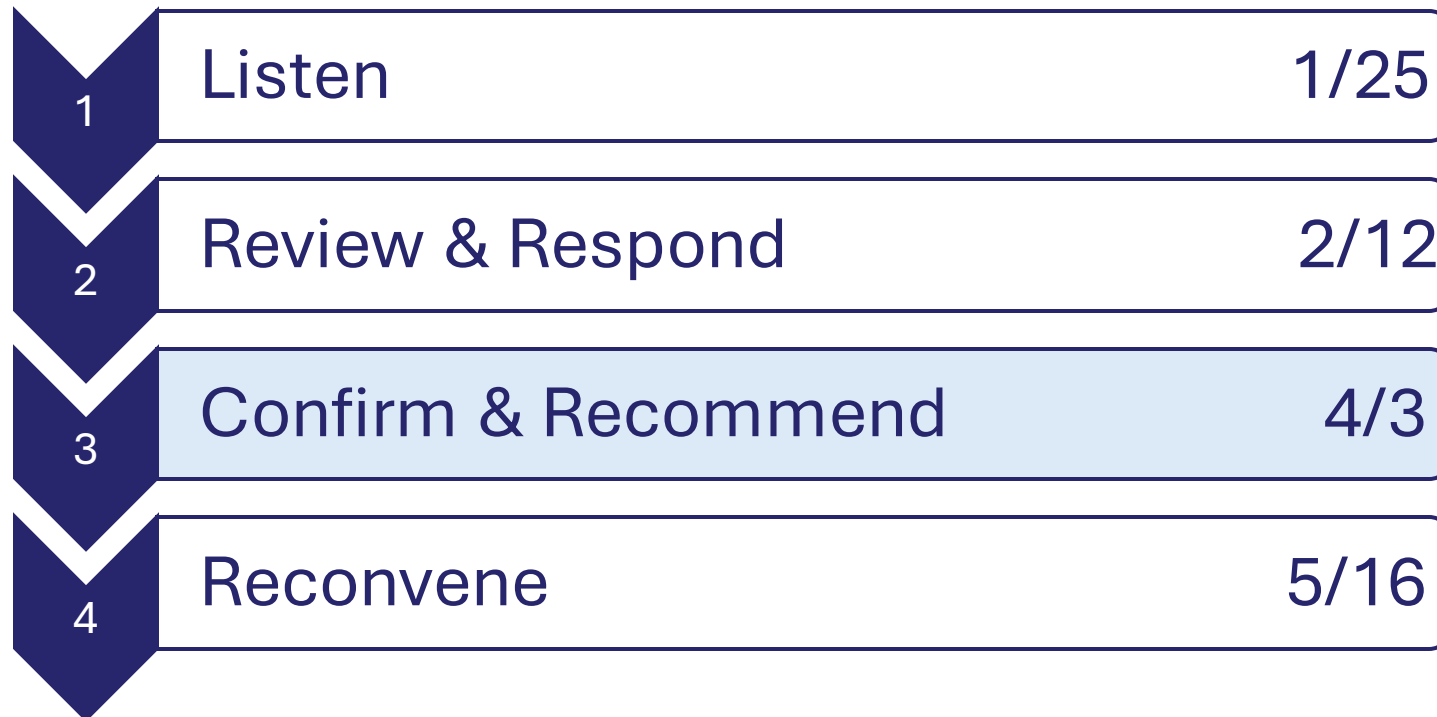 1 Listen 1/25
2 Review & Respond 2/12
3 Confirm & Recommend 4/3
4 Reconvene 5/16